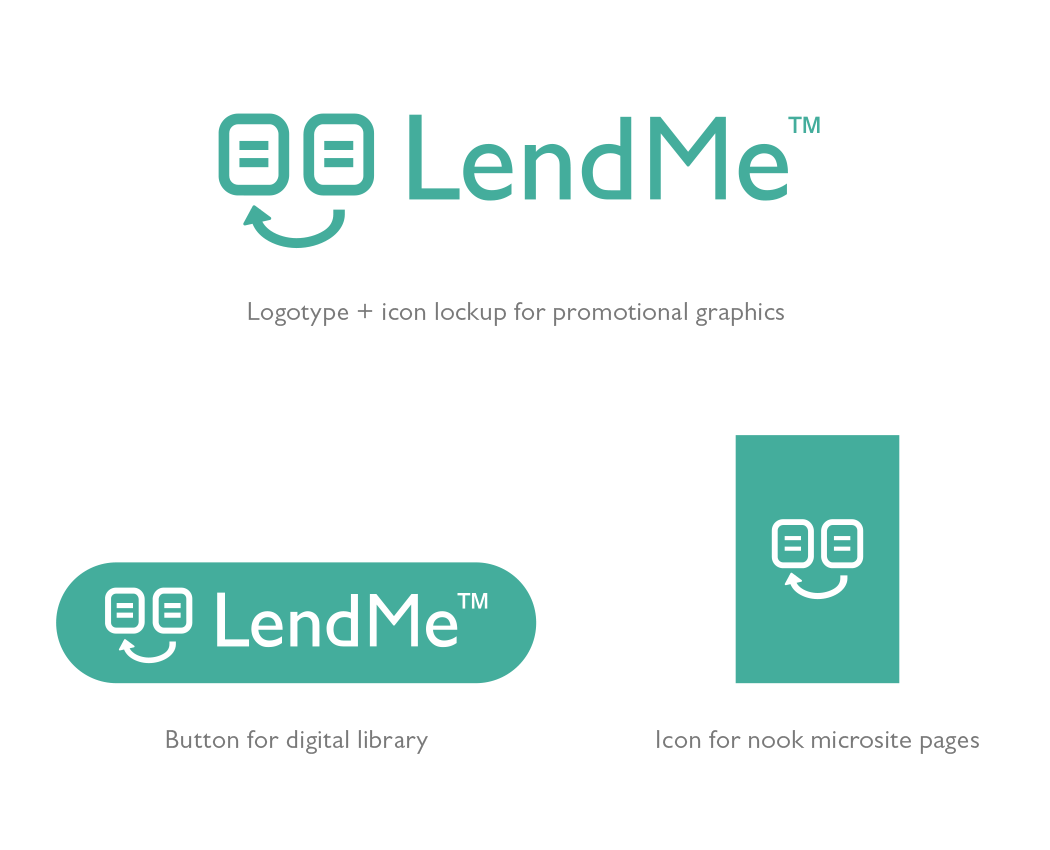 LendMe™
Logotype + icon lockup for promotional graphics
LendMe™
Button for digital library
Icon for nook microsite pages